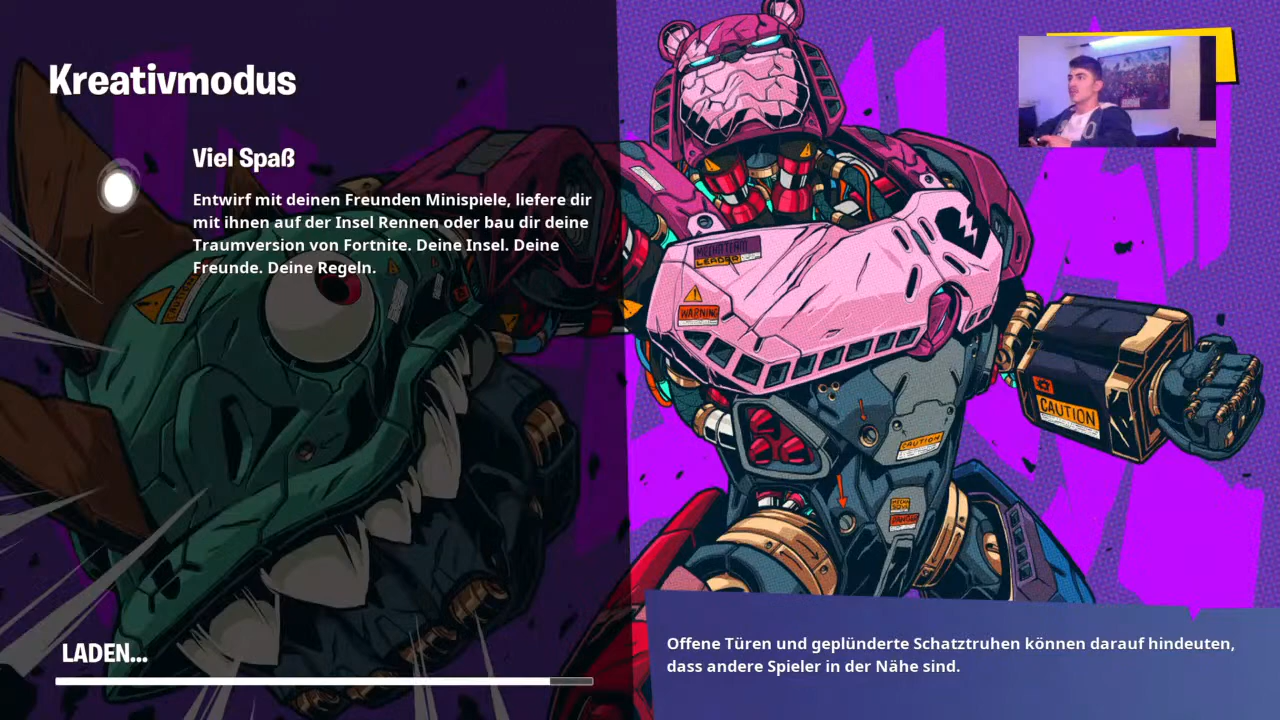 Kreativmodus
Viel Spaß
Entwirf mit deinen Freunden Minispiele, liefere dir
mit ihnen auf der Insel Rennen oder bau dir deine
Traumversion von Fortnite. Deine Insel. Deine
Freunde. Deine Regeln.
CAUTION
LEADER
WARNING
CAUTION
CAUTION
LADEN...
Offene Türen und geplünderte Schatztruhen können darauf hindeuten,
dass andere Spieler in der Nähe sind.